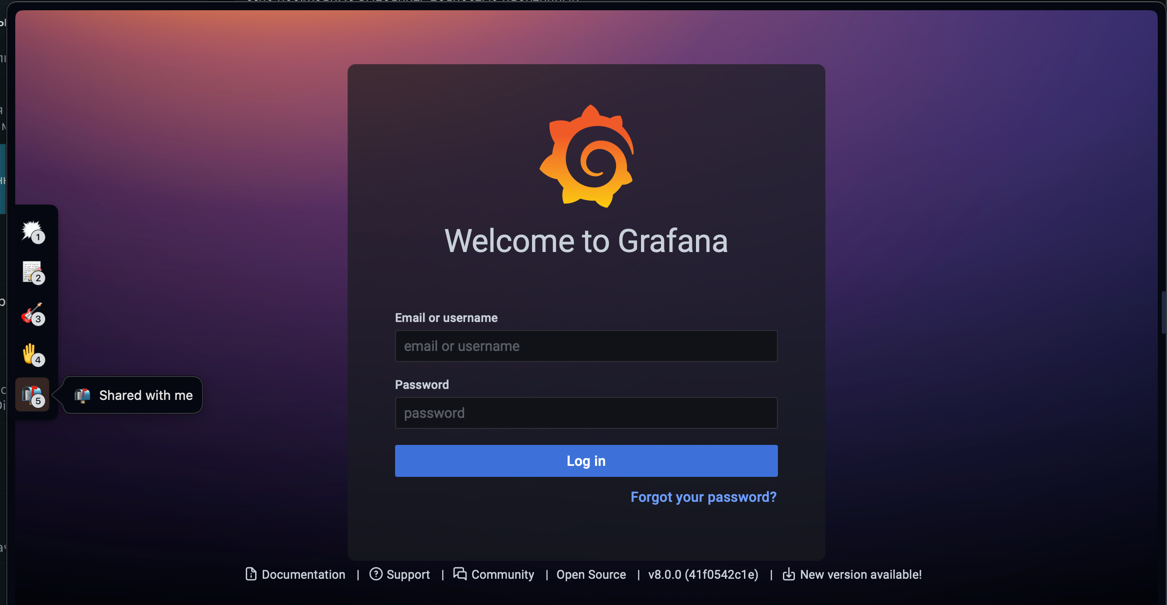 Welcome to Grafana
Email or username
email or username
Password
password
Log in
Forgot your password?
1
2
3
4
5
Shared with me
Documentation | Support | Community | Open Source | v8.0.0 (41f0542c1e) | New version available!